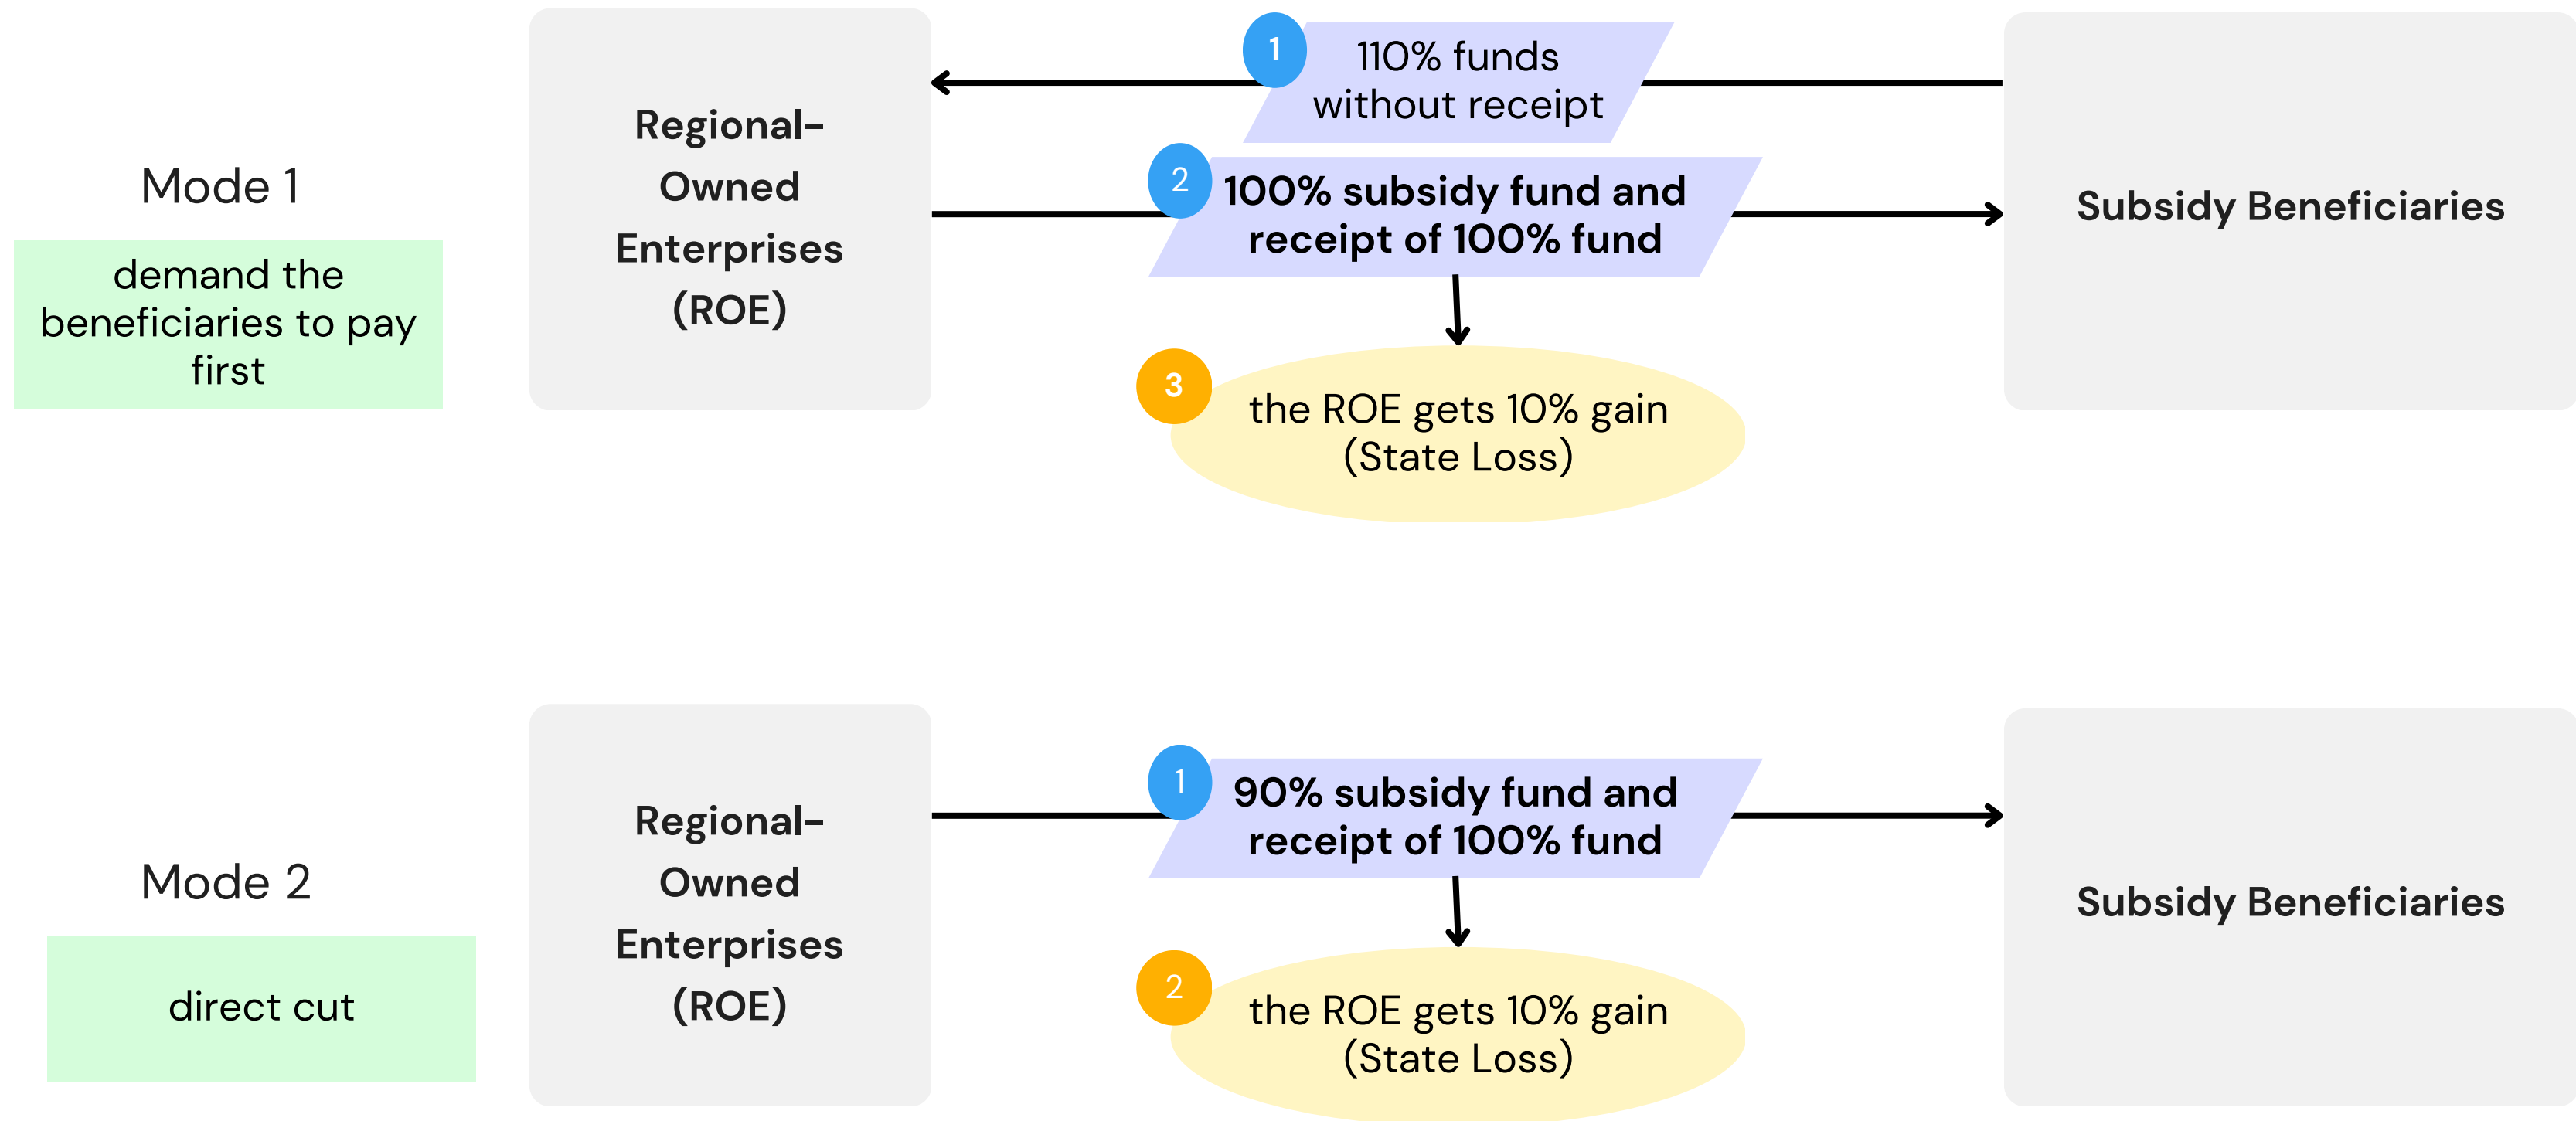 Mode 1
demand the
beneficiaries to pay
first
Regional-
Owned
Enterprises
(ROE)
1
110% funds
without receipt
2
100% subsidy fund and
receipt of 100% fund
3
the ROE gets 10% gain
(State Loss)
Subsidy Beneficiaries
Mode 2
direct cut
Regional-
Owned
Enterprises
(ROE)
1
90% subsidy fund and
receipt of 100% fund
2
the ROE gets 10% gain
(State Loss)
Subsidy Beneficiaries